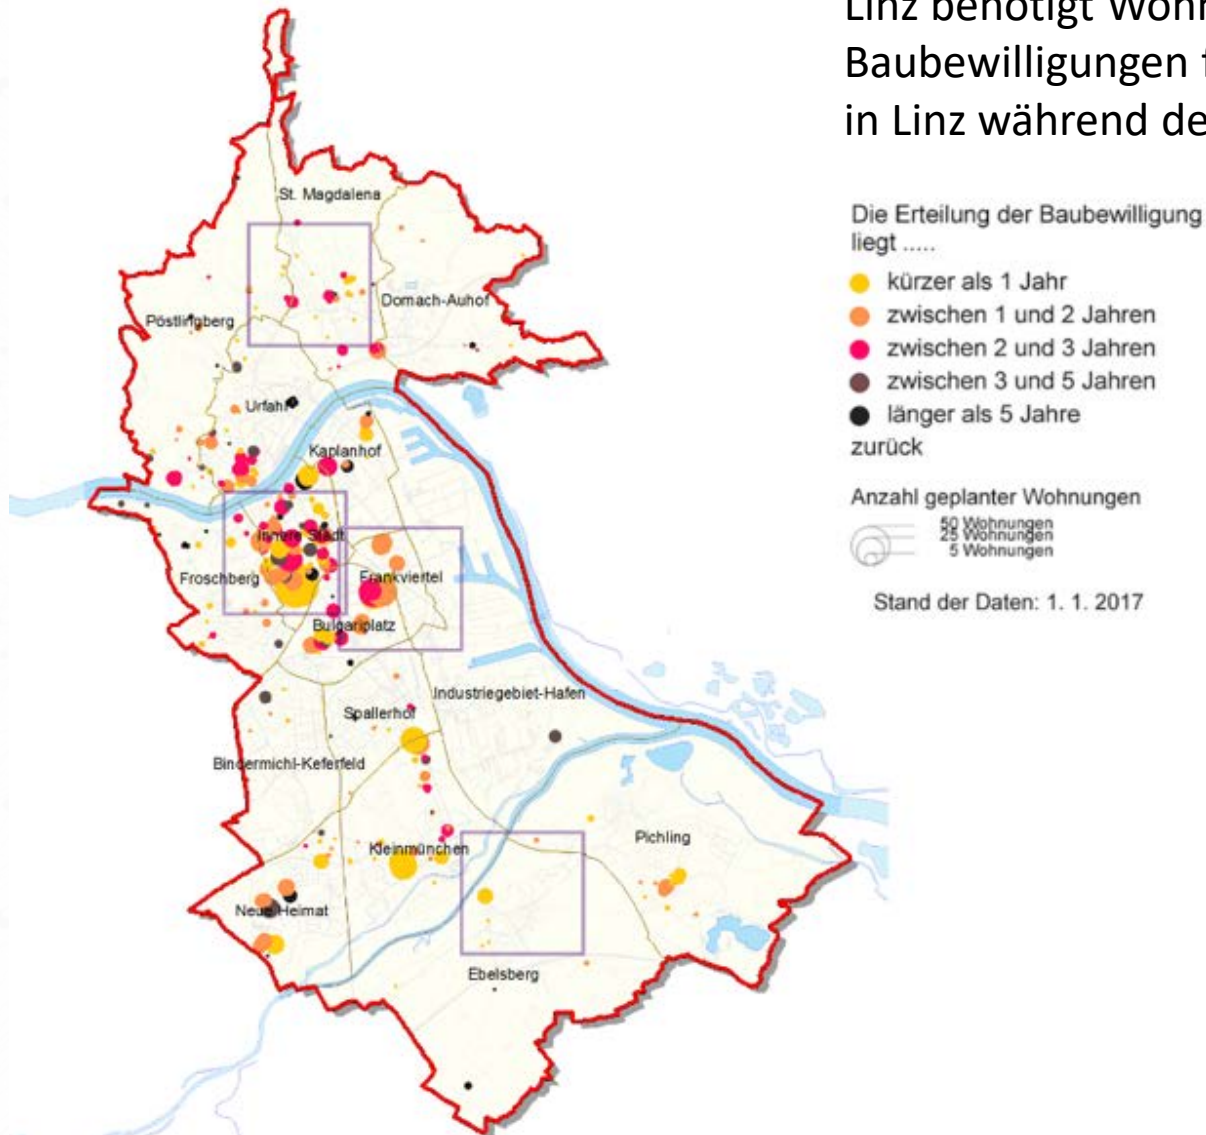 Linz benötigt
Baubewilligungen
in Linz während
Die Erteilung der Baubewilligung
liegt .....
kürzer als 1 Jahr
zwischen 1 und 2 Jahren
zwischen 2 und 3 Jahren
zwischen 3 und 5 Jahren
länger als 5 Jahre
zurück
Anzahl geplanter Wohnungen
50 Wohnungen
25 Wohnungen
5 Wohnungen
Stand der Daten: 1. 1. 2017
St. Magdalena
Dornach-Auhof
Pöstlingberg
Urfahr
Kaplanhof
Innere Stadt
Froschberg
Frankviertel
Bulgariplatz
Industriegebiet-Hafen
Spallerhof
Bindermichl-Keferfeld
Pichling
Kleinmünchen
Neue Heimat
Ebelsberg